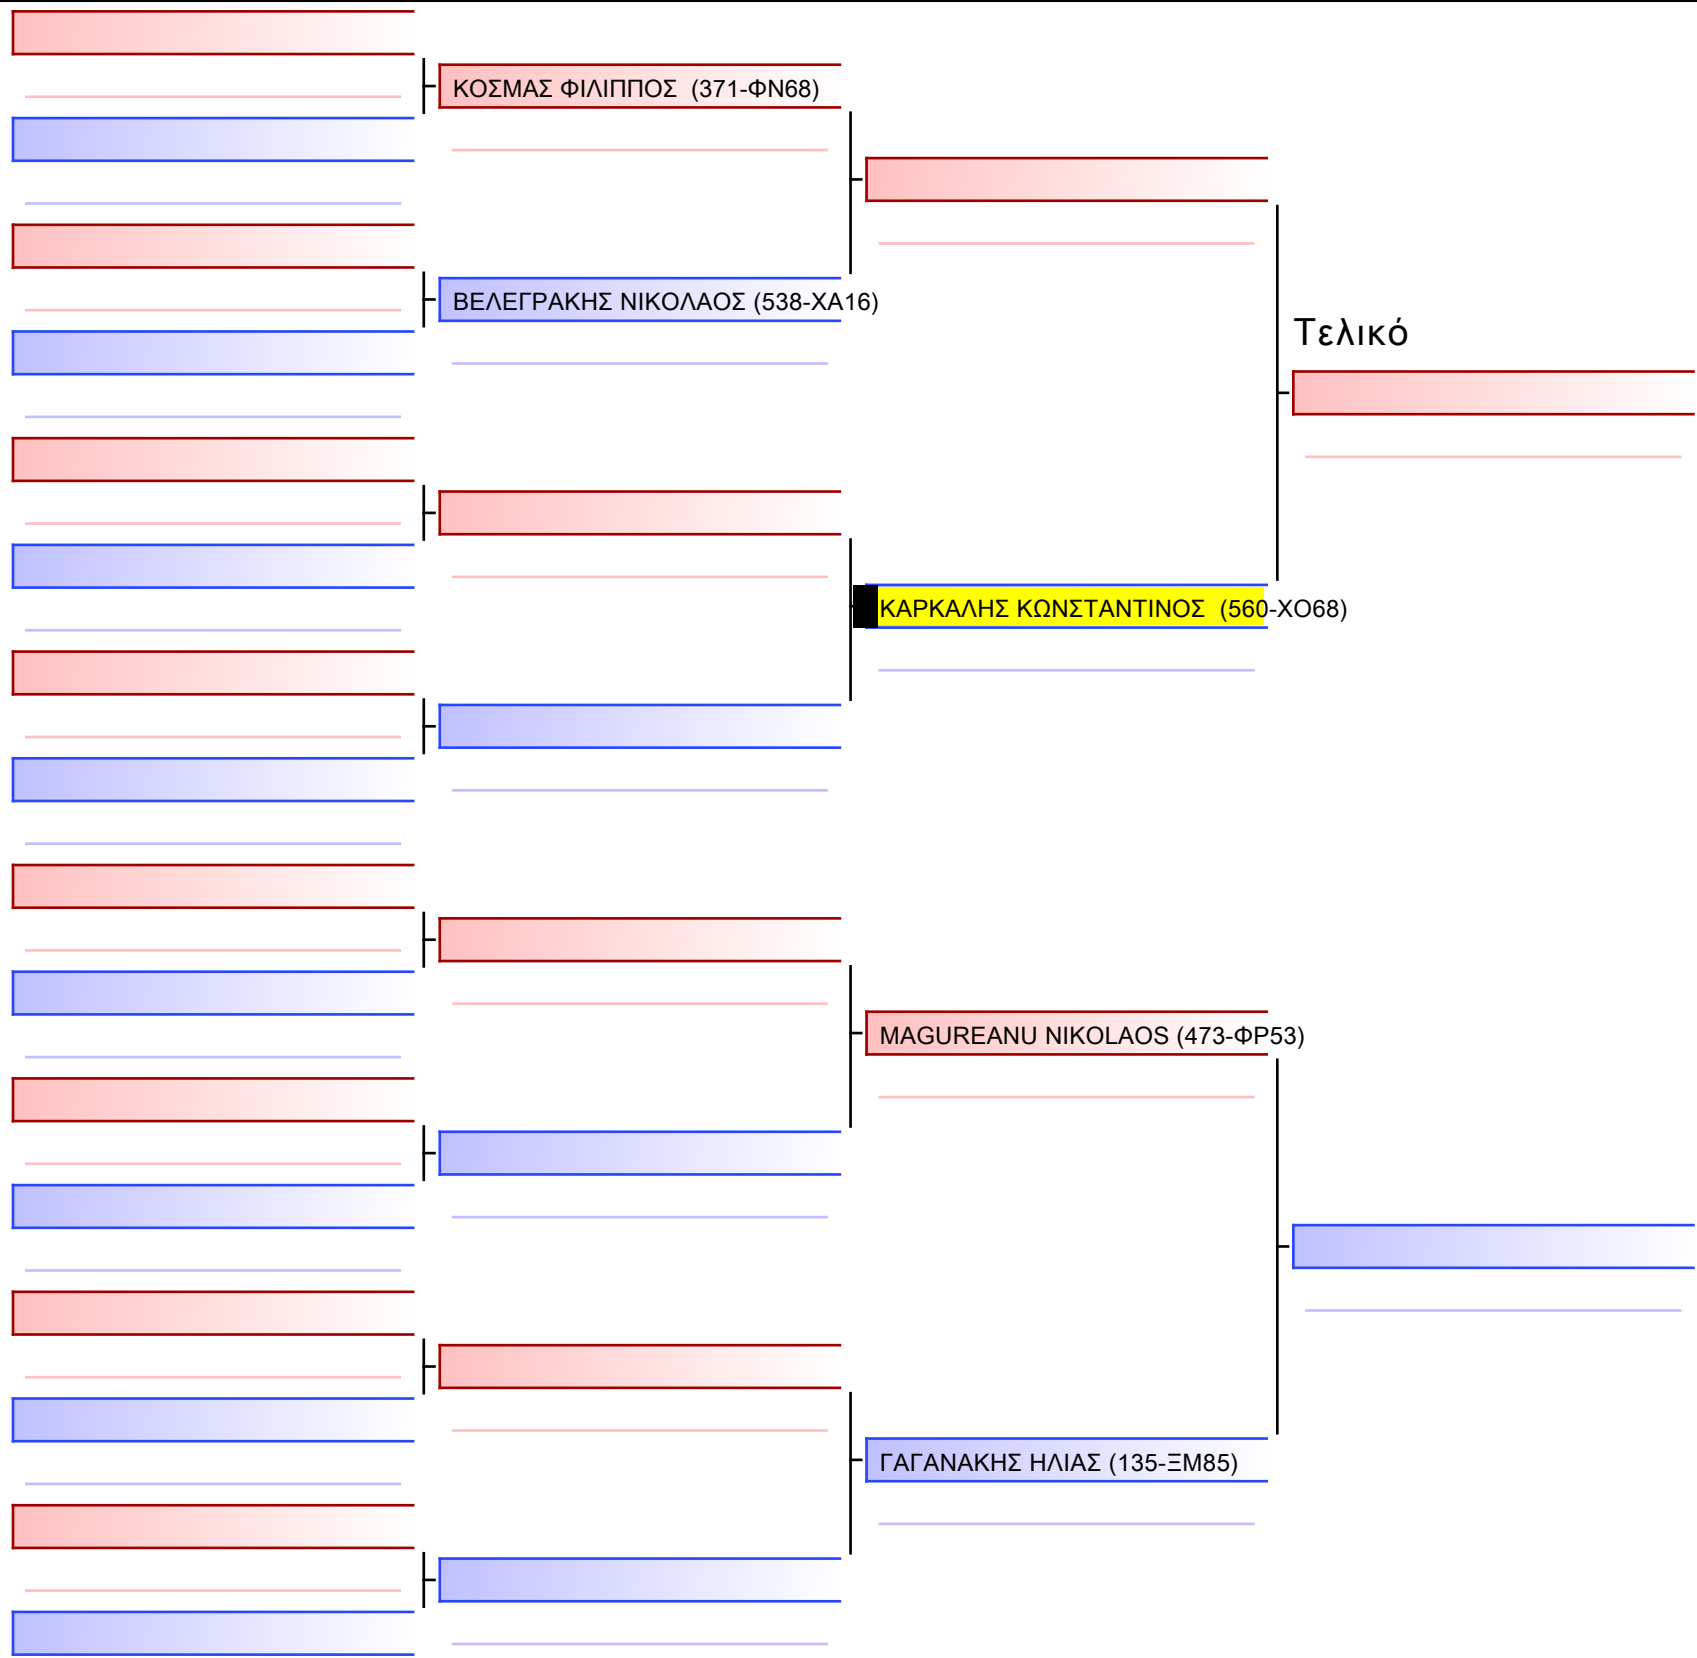 ΚΟΣΜΑΣ ΦΙΛΙΠΠΟΣ (371-ΦΝ68)
ΒΕΛΕΓΡΑΚΗΣ ΝΙΚΟΛΑΟΣ (538-ΧΑ16)
Τελικό
ΚΑΡΚΑΛΗΣ ΚΩΝΣΤΑΝΤΙΝΟΣ (560-ΧΟ68)
MAGUREANU NIKOLAOS (473-ΦΡ53)
ΓΑΓΑΝΑΚΗΣ ΗΛΙΑΣ (135-ΞΜ85)